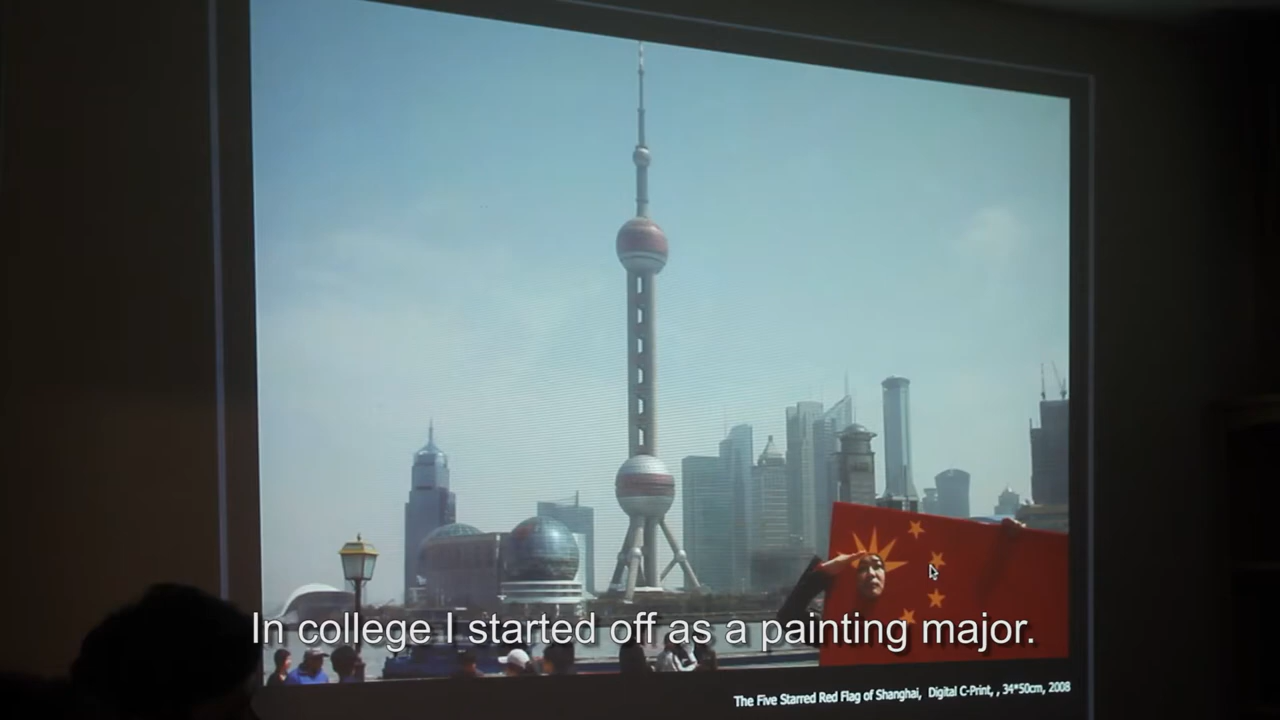 In college I started off as a painting major.
The Five Starred Red Flag of Shanghai, Digital C-Print, , 34*50cm, 2008